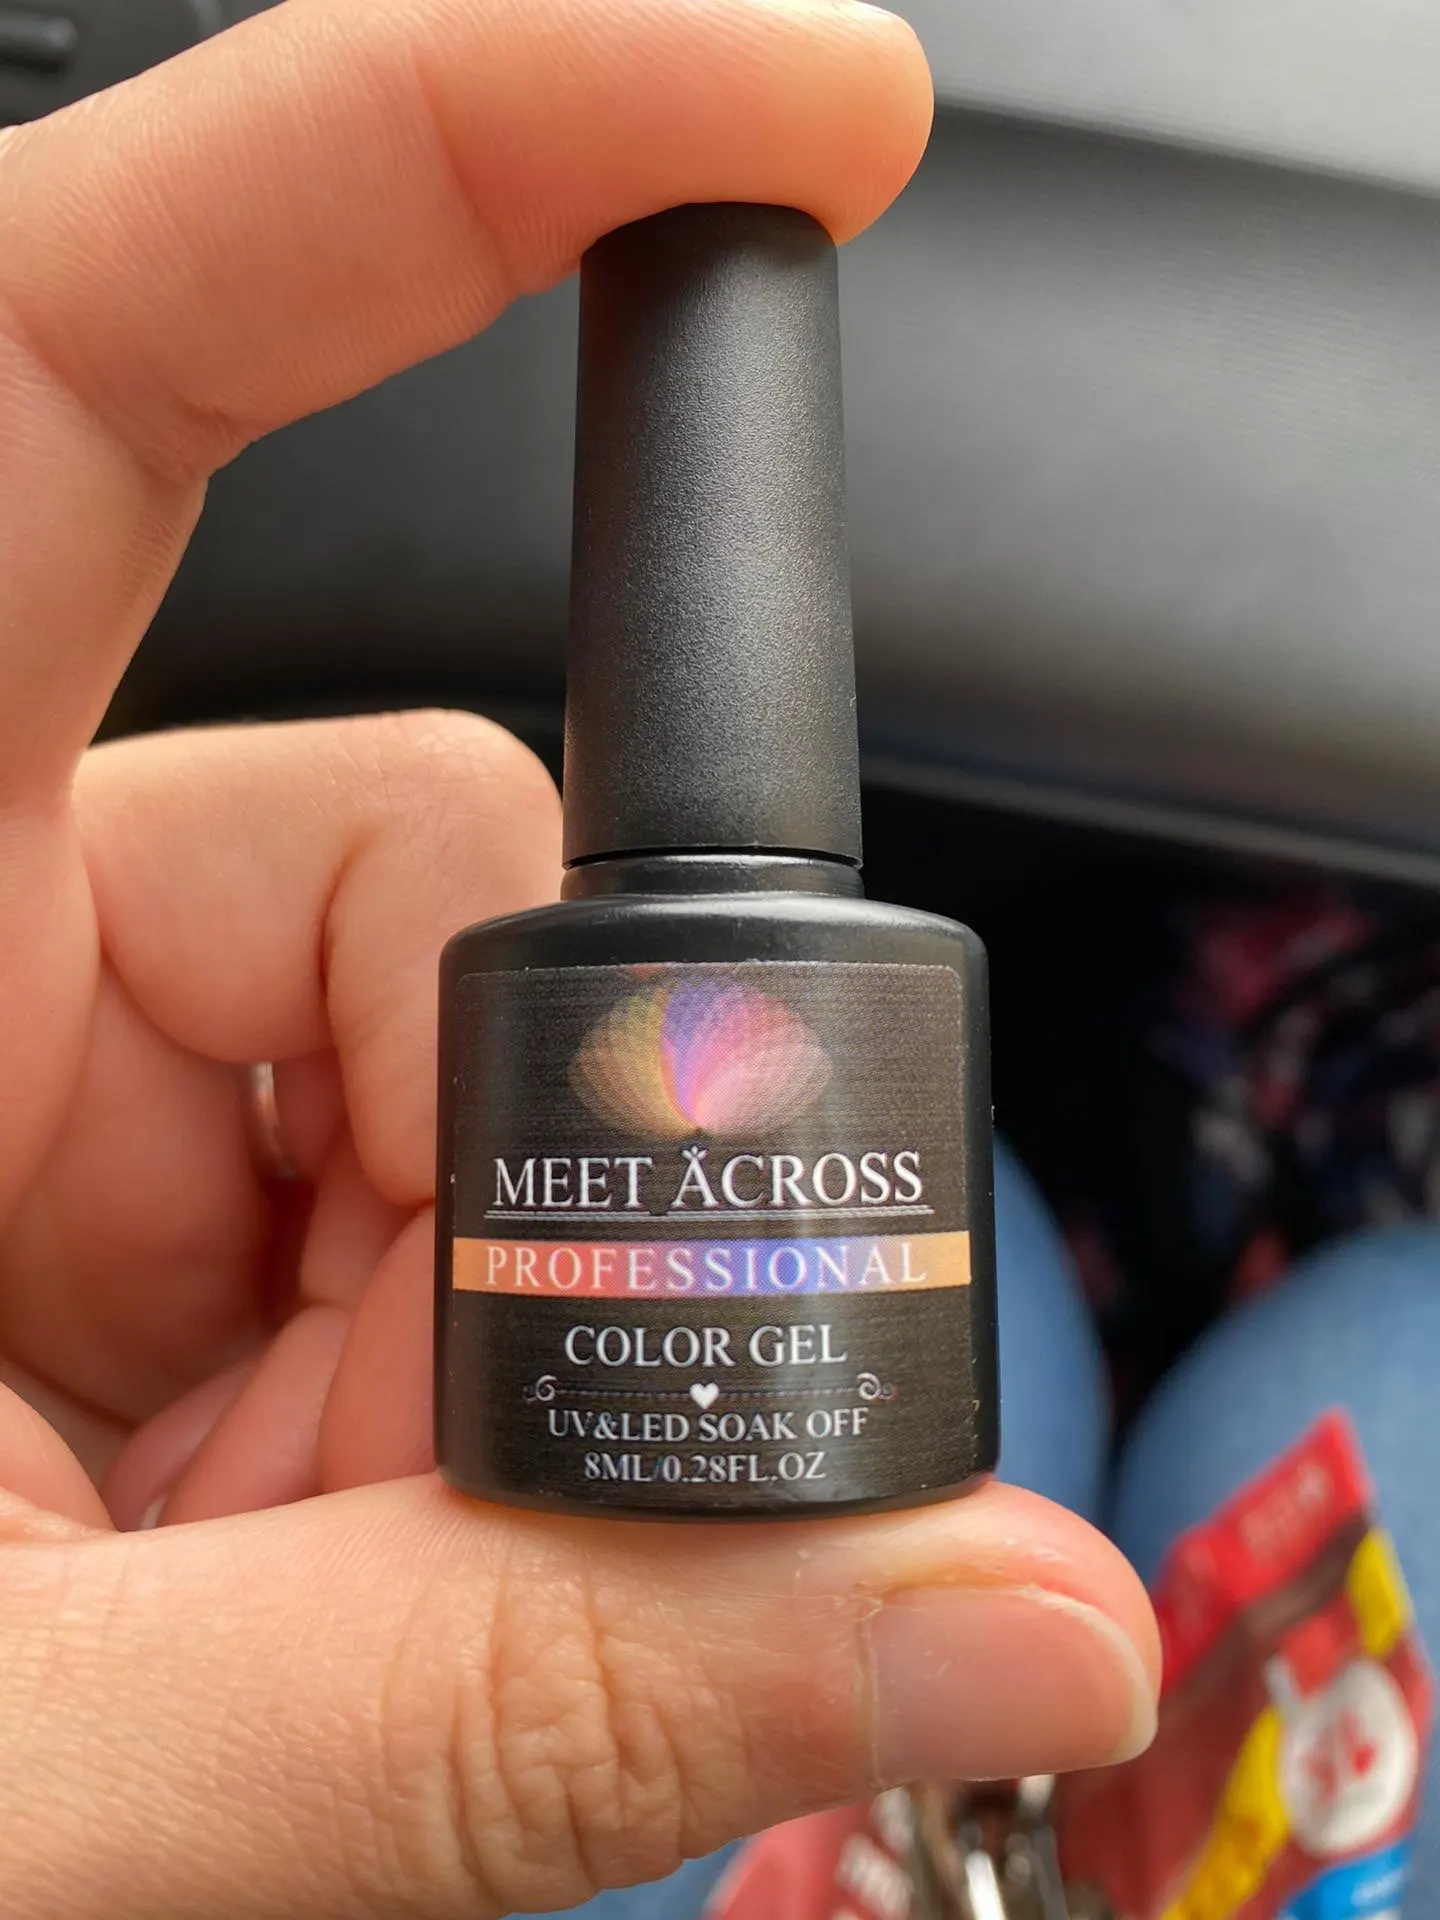 MEET ACROSS
PROFESSIONAL
COLOR GEL
UV&LED SOAK OFF
8ML/0.28FL.OZ